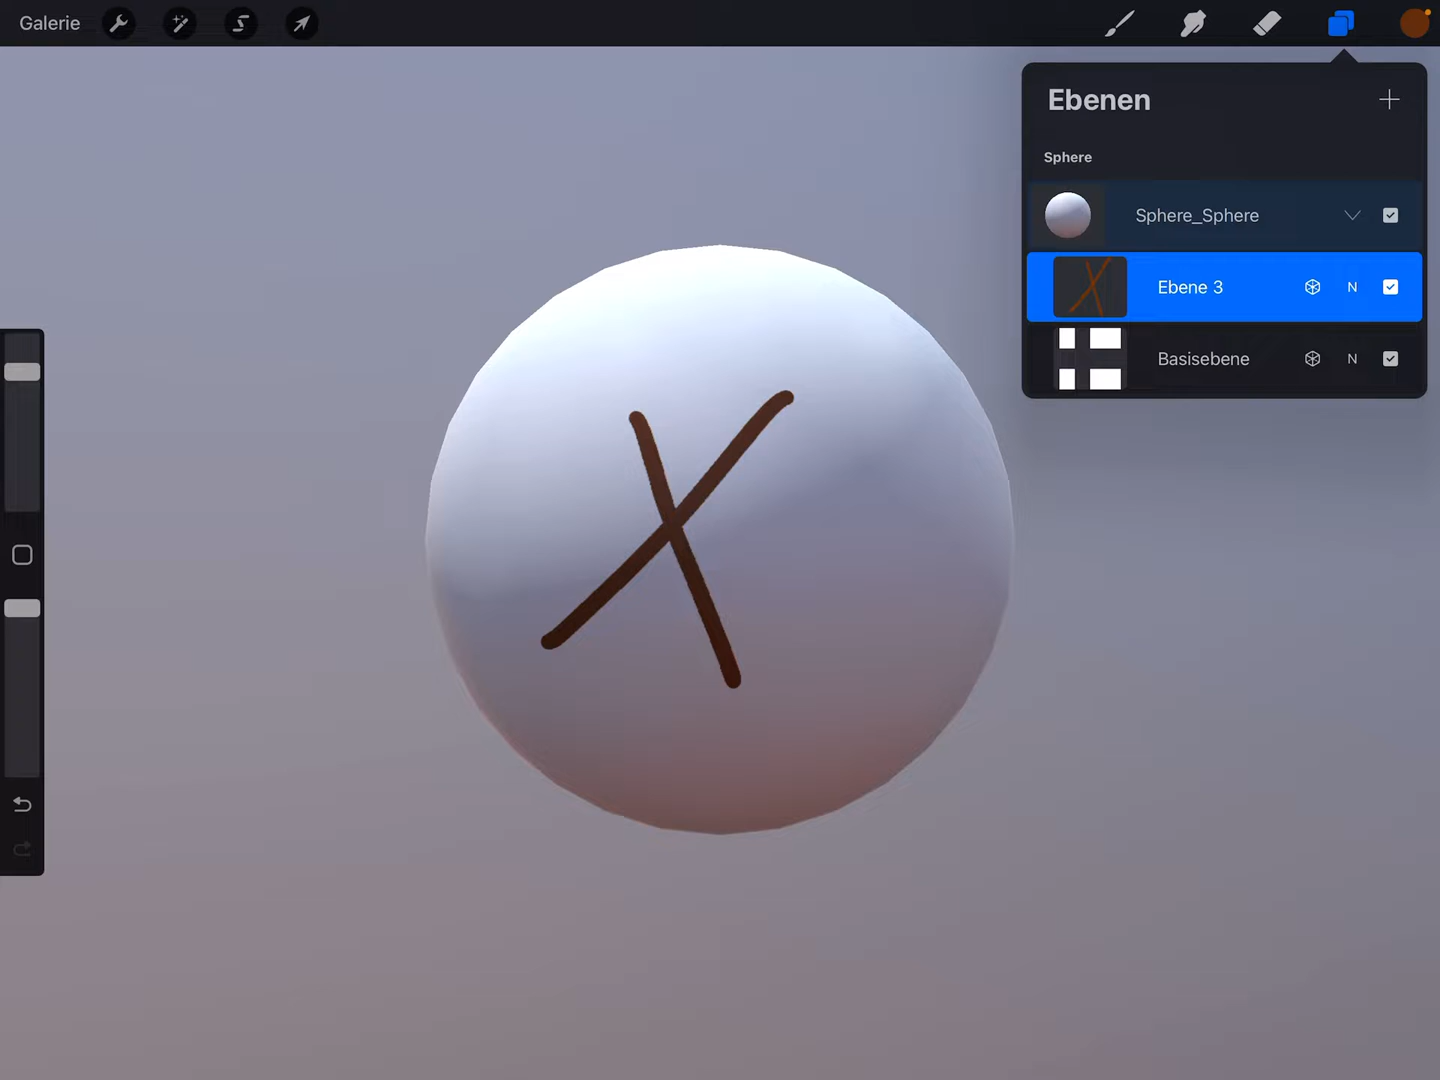 Galerie
Ebenen
Sphere
Sphere_Sphere
Ebene 3 N
Basisebene N
X